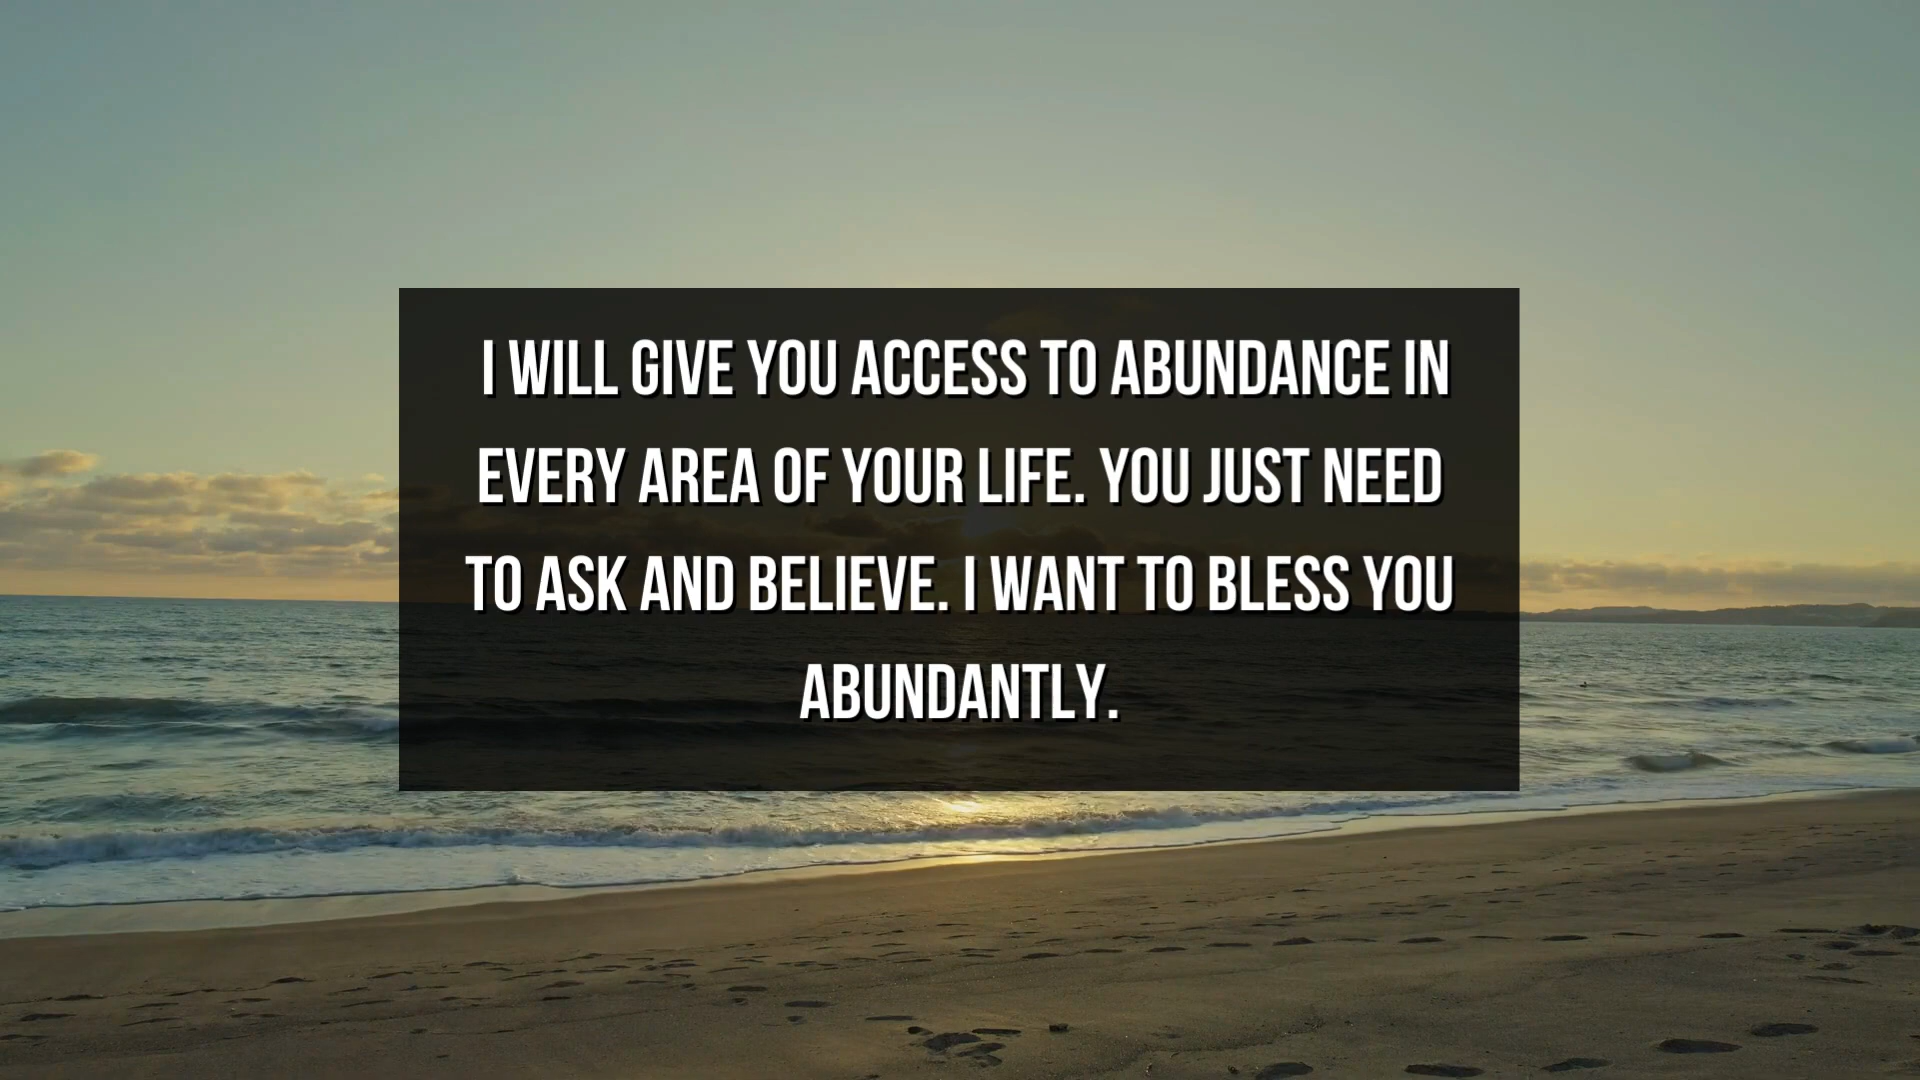 I WILL GIVE YOU ACCESS TO ABUNDANCE IN
EVERY AREA OF YOUR LIFE. YOU JUST NEED
TO ASK AND BELIEVE. I WANT TO BLESS YOU
ABUNDANTLY.